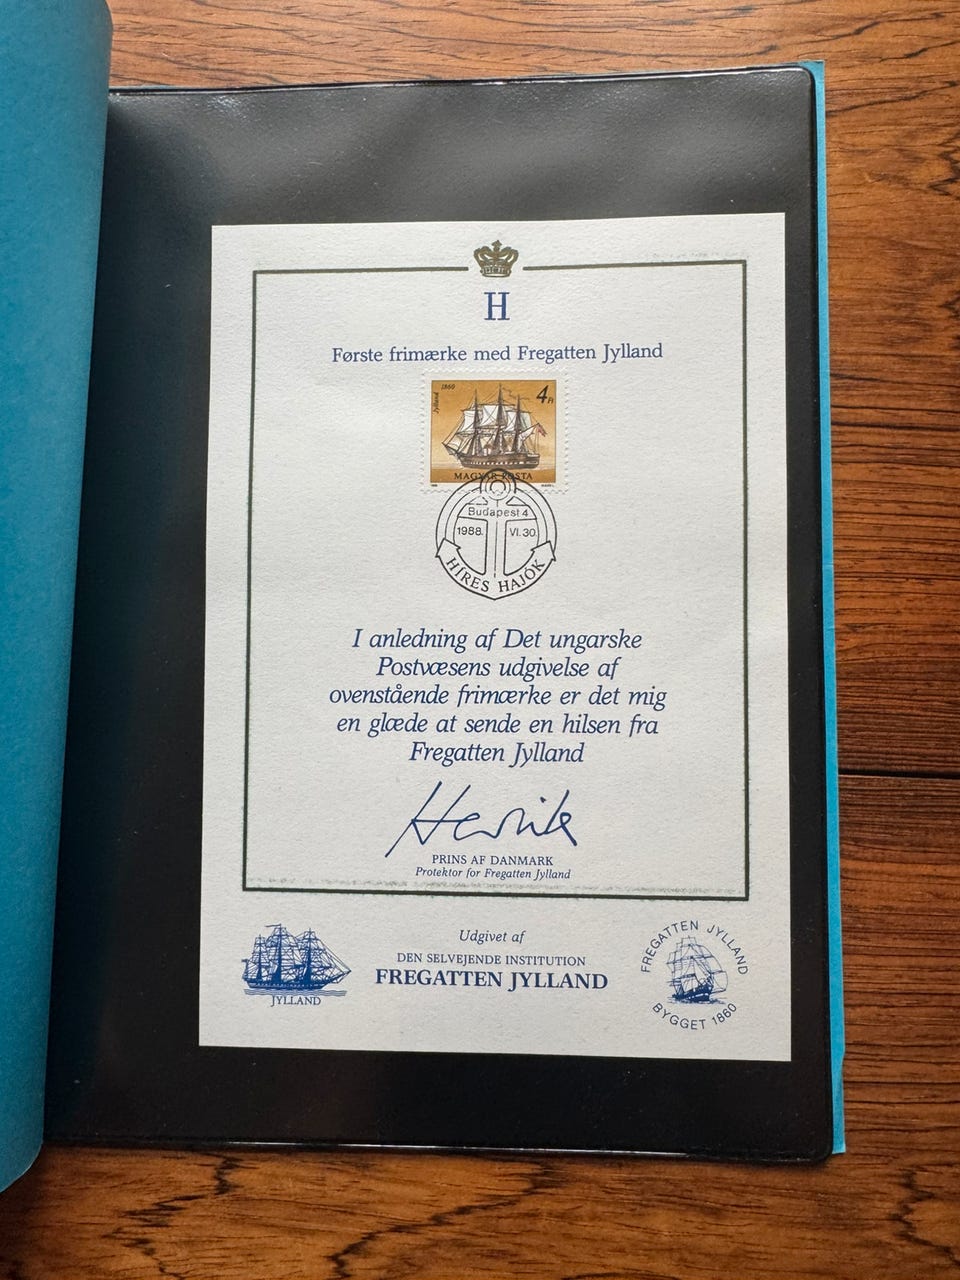 H
Første frimærke med Fregatten Jylland
Jylland 1860
4 Ft
MAGYAR POSTA
Budapest 4
1988. VI. 30.
HÍRES HAJÓK
I anledning af Det ungarske
Postvæsens udgivelse af
ovenstående frimærke er det mig
en glæde at sende en hilsen fra
Fregatten Jylland
Henrik
PRINS AF DANMARK
Protektor for Fregatten Jylland
JYLLAND
Udgivet af
DEN SELVEJENDE INSTITUTION
FREGATTEN JYLLAND
FREGATTEN JYLLAND
BYGGET 1860